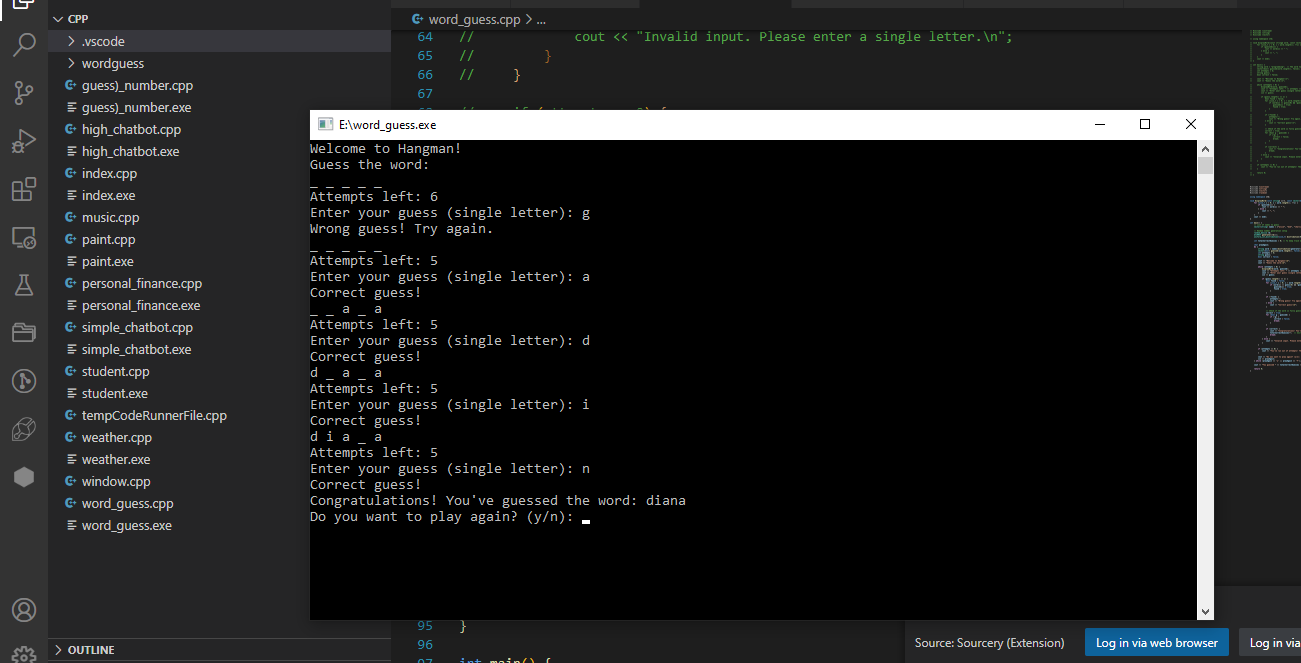 CPP
.vscode
wordguess
guess)_number.cpp
guess)_number.exe
high_chatbot.cpp
high_chatbot.exe
index.cpp
index.exe
music.cpp
paint.cpp
paint.exe
personal_finance.cpp
personal_finance.exe
simple_chatbot.cpp
simple_chatbot.exe
student.cpp
student.exe
tempCodeRunnerFile.cpp
weather.cpp
weather.exe
window.cpp
word_guess.cpp
word_guess.exe
OUTLINE
word_guess.cpp > ...
64 // cout << "Invalid input. Please enter a single letter.\n";
65 // }
66 // }
67
E:\word_guess.exe
Welcome to Hangman!
Guess the word:
_ _ _ _ _
Attempts left: 6
Enter your guess (single letter): g
Wrong guess! Try again.
_ _ _ _ _
Attempts left: 5
Enter your guess (single letter): a
Correct guess!
_ _ a _ a
Attempts left: 5
Enter your guess (single letter): d
Correct guess!
d _ a _ a
Attempts left: 5
Enter your guess (single letter): i
Correct guess!
d i a _ a
Attempts left: 5
Enter your guess (single letter): n
Correct guess!
Congratulations! You've guessed the word: diana
Do you want to play again? (y/n):
95 }
96
97 int main() {
Source: Sourcery (Extension)
Log in via web browser
Log in via